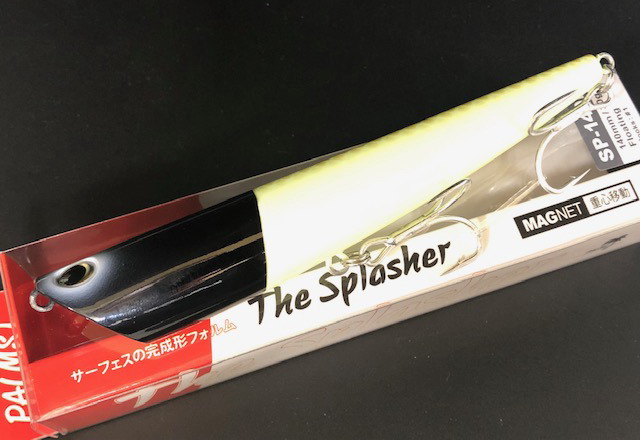 PALMS
サーフェスの完成形フォルム
The Splasher
MAGNET 重心移動
SP-14
140mm/
Floating